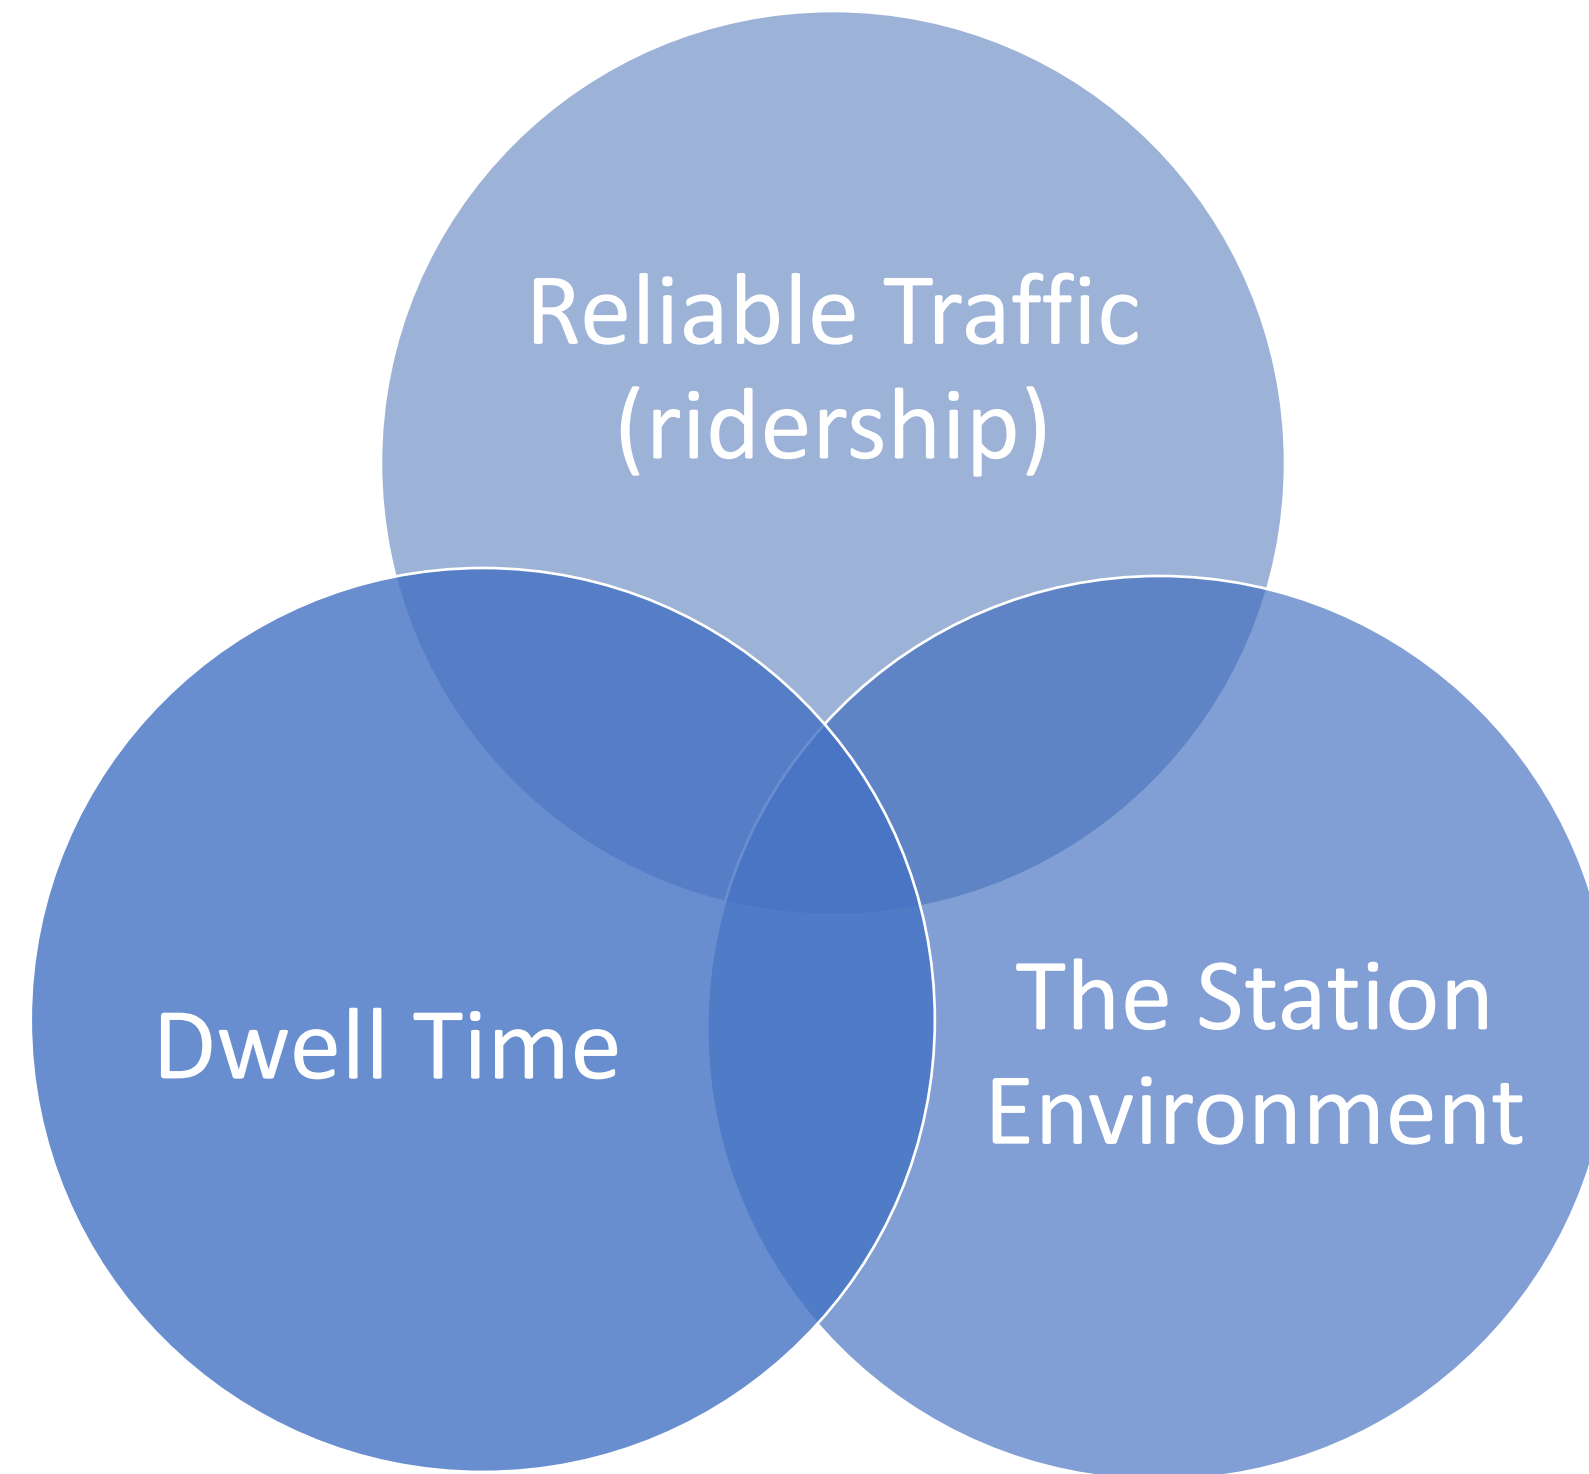 Reliable Traffic
(ridership)
Dwell Time
The Station
Environment